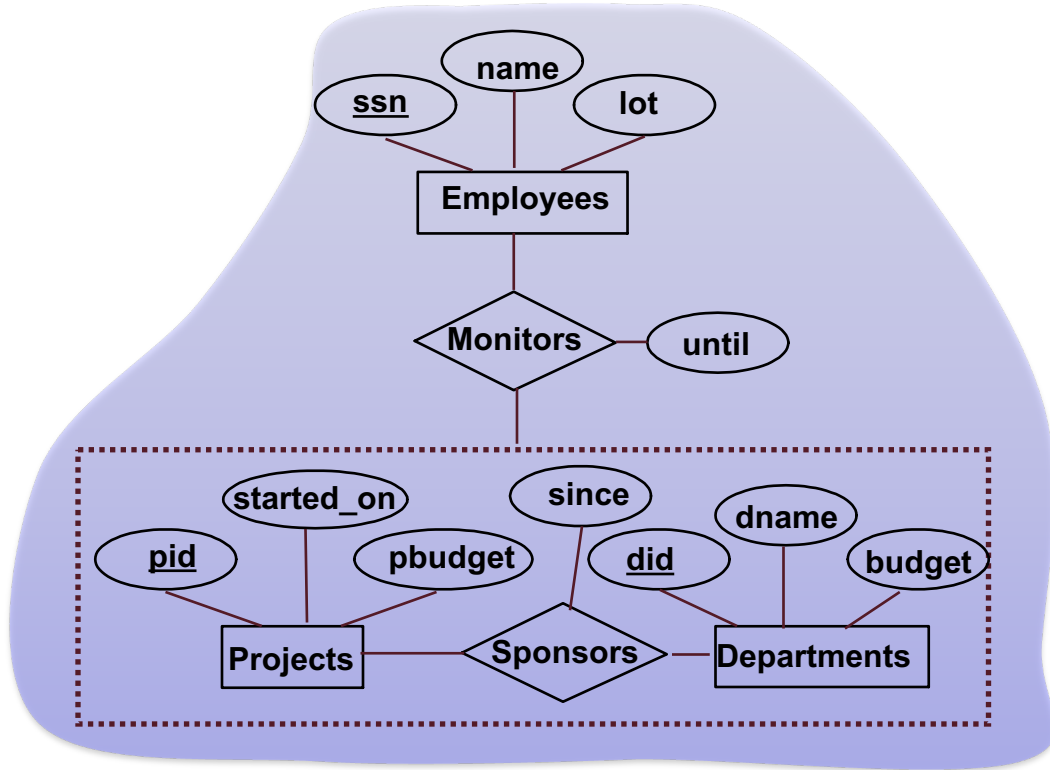 name
ssn
lot
Employees
Monitors
until
started_on
since
dname
pid
pbudget
did
budget
Projects
Sponsors
Departments